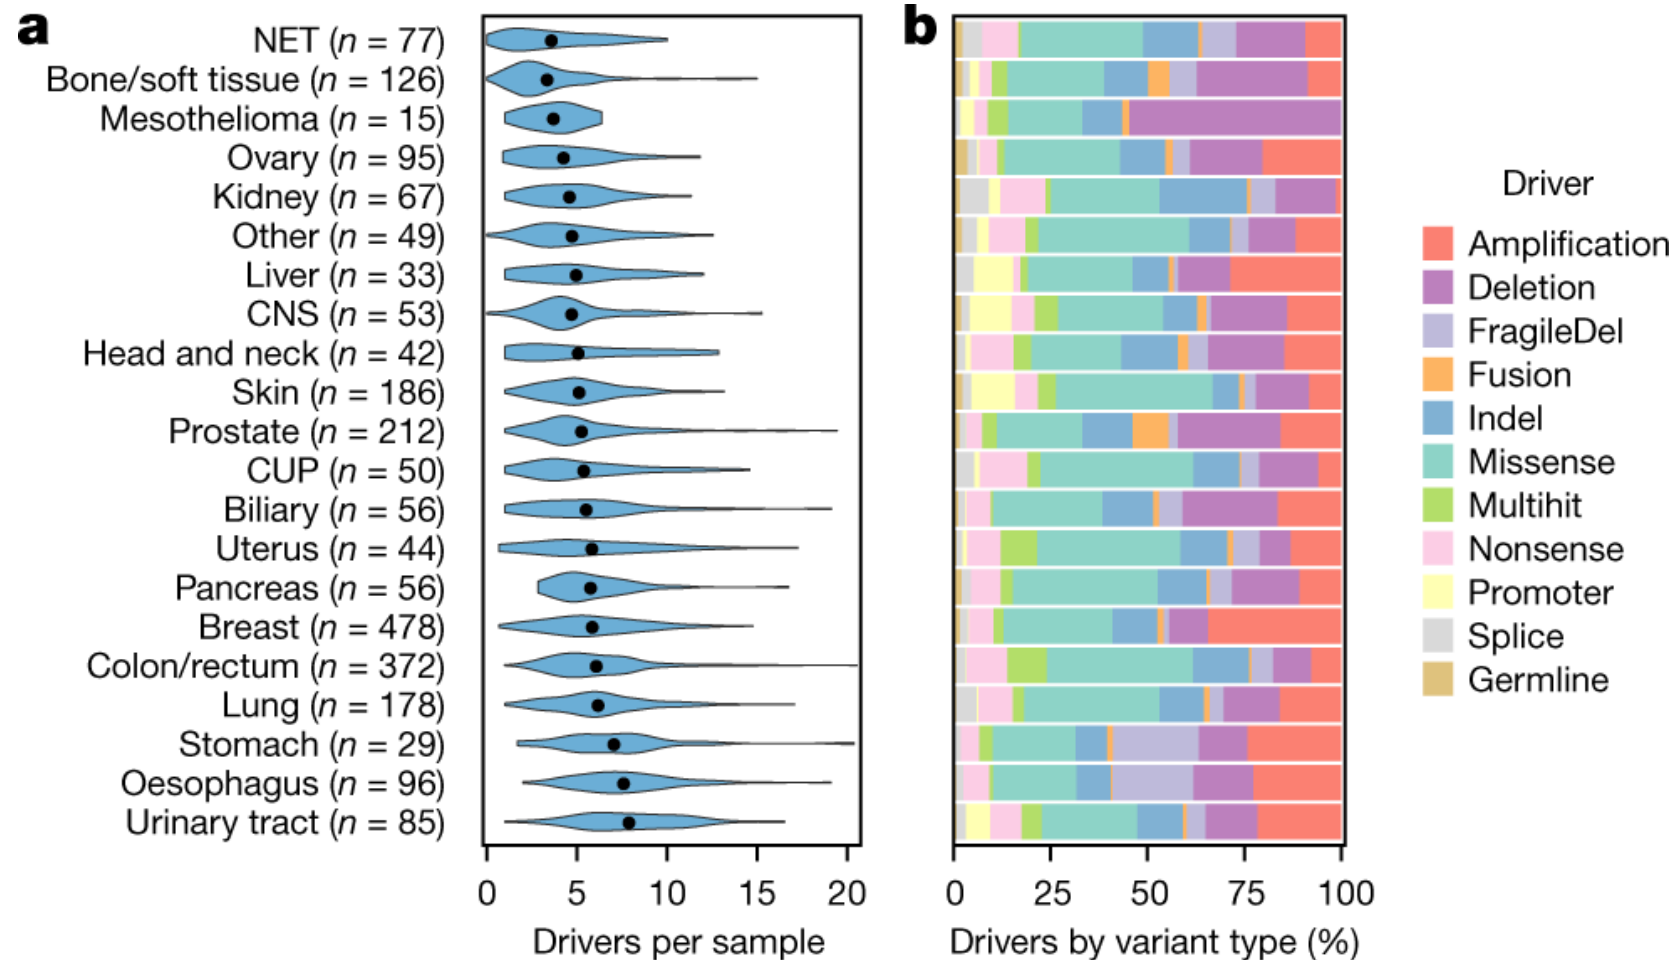 a
NET (n = 77)
Bone/soft tissue (n = 126)
Mesothelioma (n = 15)
Ovary (n = 95)
Kidney (n = 67)
Other (n = 49)
Liver (n = 33)
CNS (n = 53)
Head and neck (n = 42)
Skin (n = 186)
Prostate (n = 212)
CUP (n = 50)
Biliary (n = 56)
Uterus (n = 44)
Pancreas (n = 56)
Breast (n = 478)
Colon/rectum (n = 372)
Lung (n = 178)
Stomach (n = 29)
Oesophagus (n = 96)
Urinary tract (n = 85)
0 5 10 15 20
Drivers per sample
b
0 25 50 75 100
Drivers by variant type (%)
Driver
Amplification
Deletion
FragileDel
Fusion
Indel
Missense
Multihit
Nonsense
Promoter
Splice
Germline